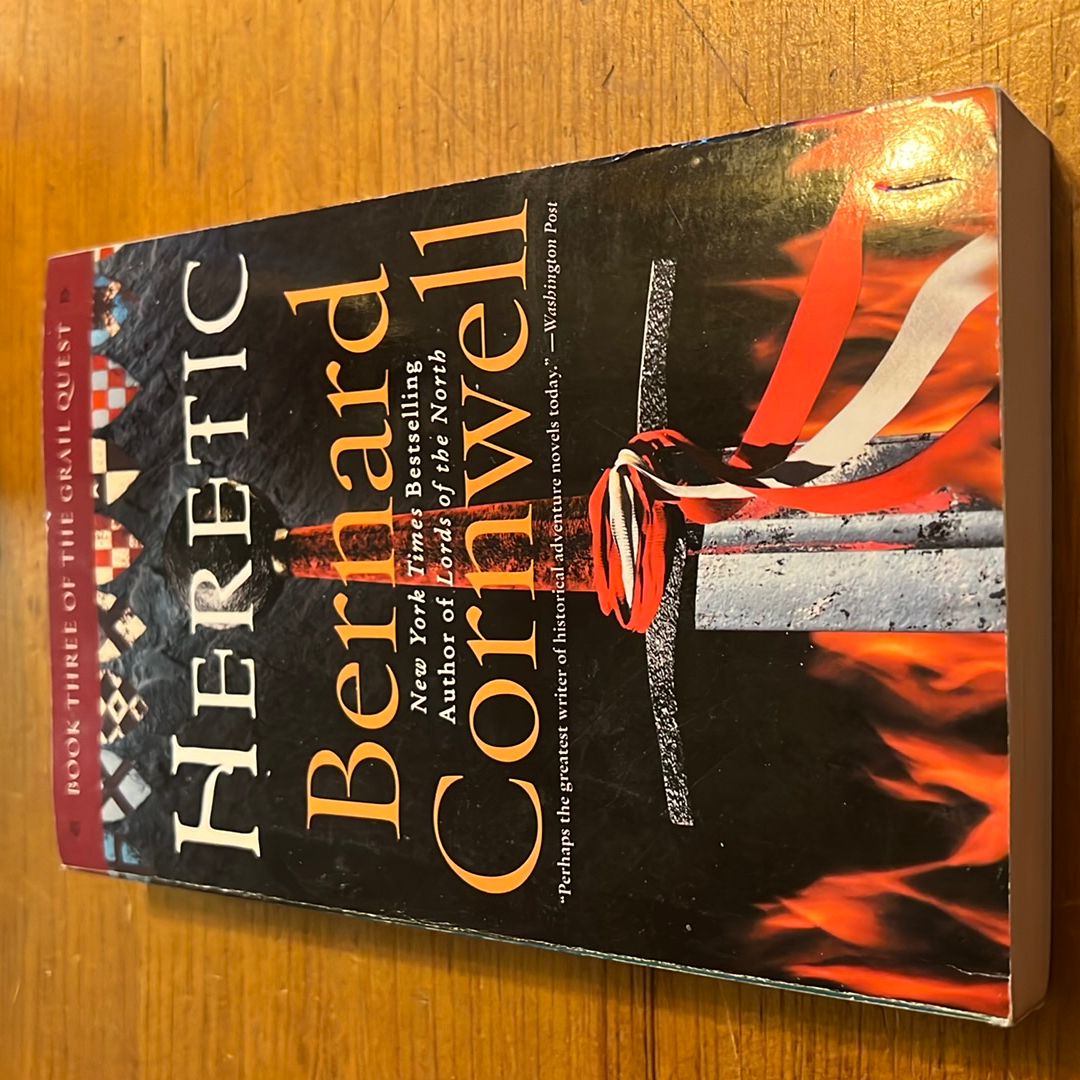 BOOK THREE OF THE GRAIL QUEST
HERETIC
Bernard
New York Times Bestselling
Author of Lords of the North
Cornwell
“Perhaps the greatest writer of historical adventure novels today.” —Washington Post